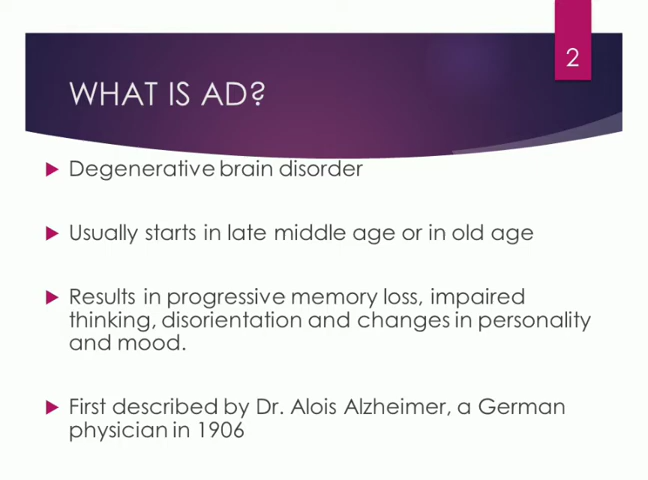 2
WHAT IS AD?
Degenerative brain disorder
Usually starts in late middle age or in old age
Results in progressive memory loss, impaired
thinking, disorientation and changes in personality
and mood.
First described by Dr. Alois Alzheimer, a German
physician in 1906